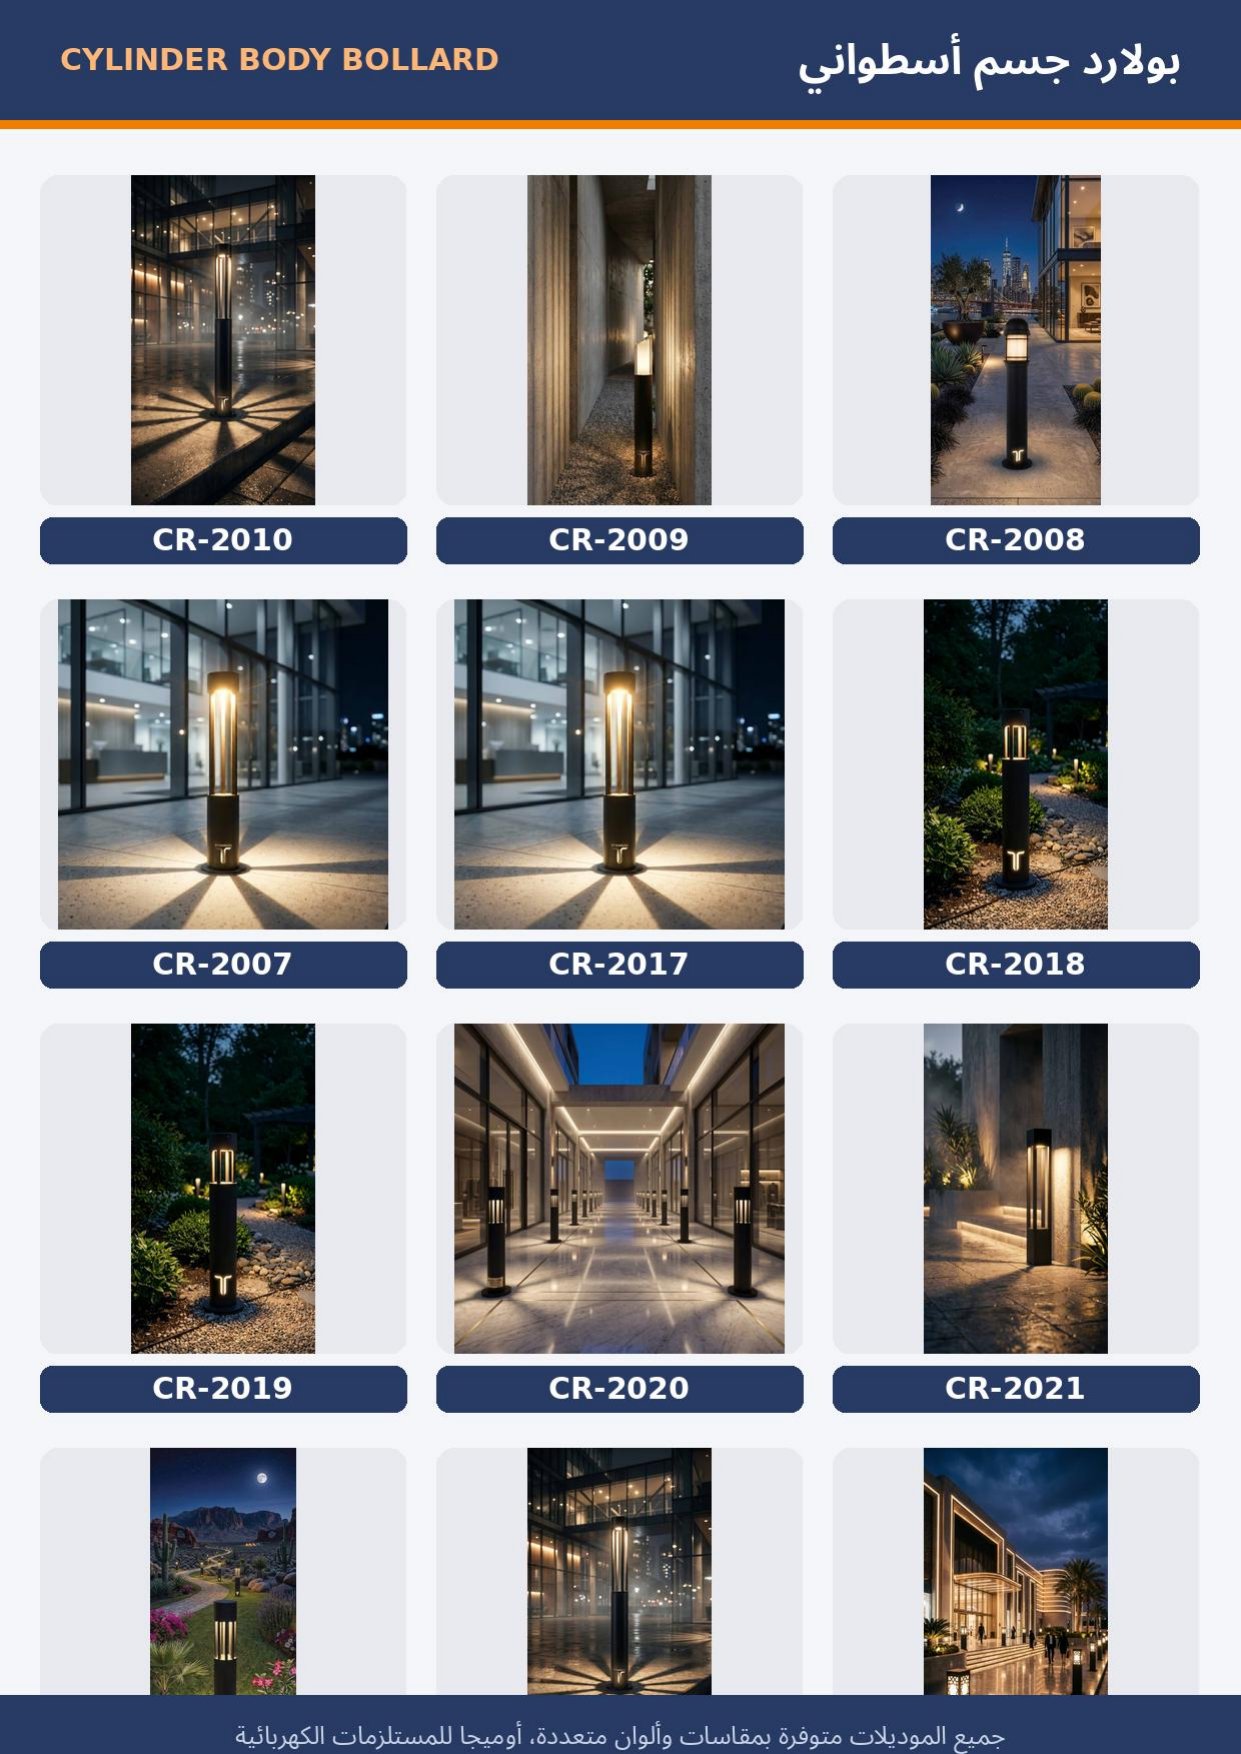 بولارد جسم أسطواني
CYLINDER BODY BOLLARD
CR-2010
CR-2009
CR-2008
CR-2007
CR-2017
CR-2018
CR-2019
CR-2020
CR-2021
جميع الموديلات متوفرة بمقاسات وألوان متعددة، أوميجا للمستلزمات الكهربائية